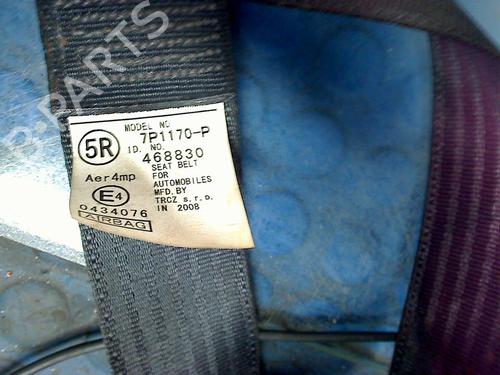 B-PARTS
MODEL NO
7P1170-P
5R
I.D. NO.
468830
SEAT BELT
FOR
AUTOMOBILES
MFD. BY
TRCZ s.r.o.
IN 2008
Aer4mp
E4
0434076
AIRBAG